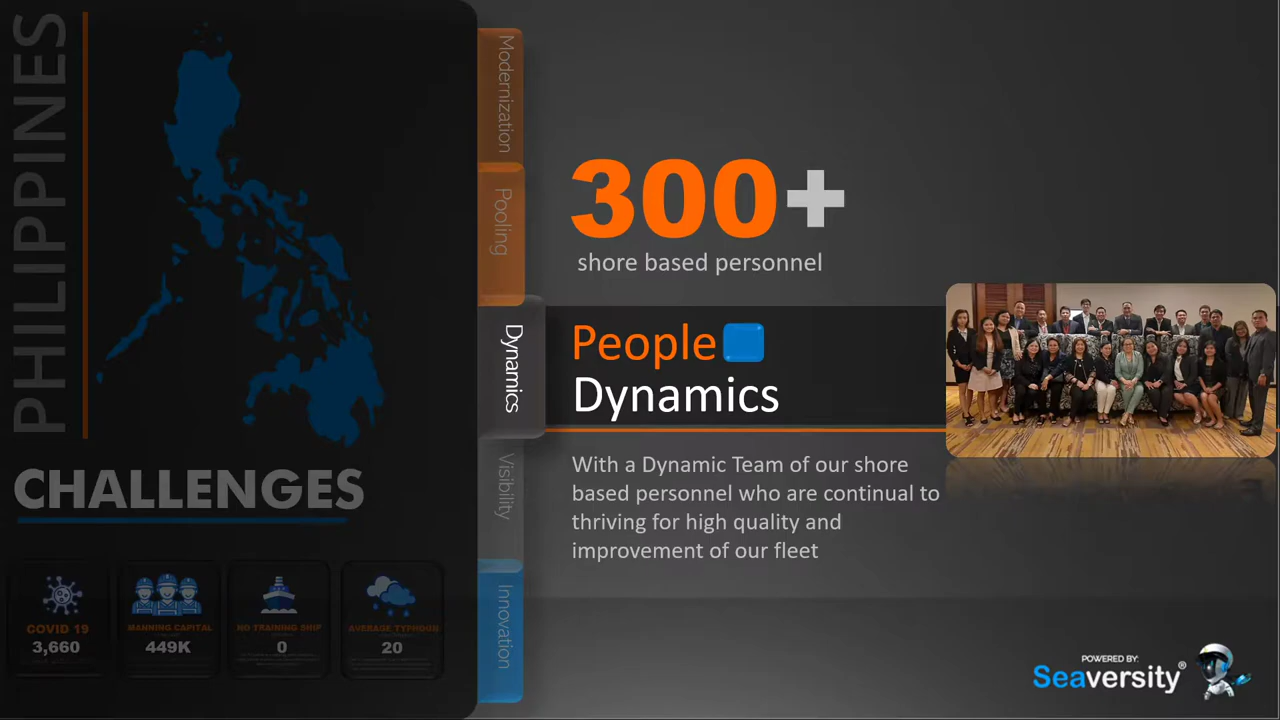 PHILIPPINES
CHALLENGES
COVID 19
3,660
MANNING CAPITAL
449K
NO TRAINING SHIP
0
AVERAGE TYPHOON
20
Modernization
Pooling
Dynamics
Visibility
Innovation
300+
shore based personnel
People
Dynamics
With a Dynamic Team of our shore
based personnel who are continual to
thriving for high quality and
improvement of our fleet
POWERED BY:
Seaversity®